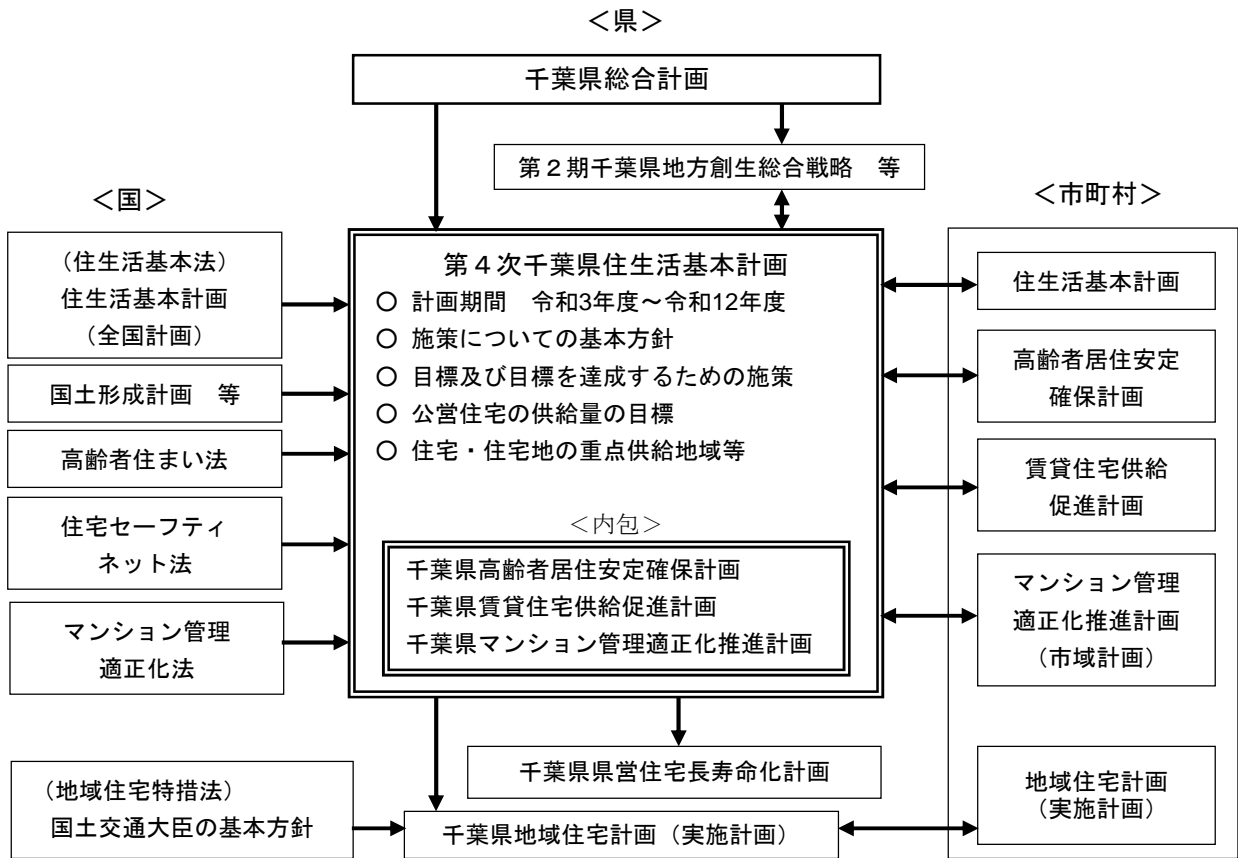 ＜県＞
千葉県総合計画
第２期千葉県地方創生総合戦略　等
＜国＞
（住生活基本法）
住生活基本計画
（全国計画）
国土形成計画　等
高齢者住まい法
住宅セーフティ
ネット法
マンション管理
適正化法
（地域住宅特措法）
国土交通大臣の基本方針
第４次千葉県住生活基本計画
○ 計画期間　令和3年度～令和12年度
○ 施策についての基本方針
○ 目標及び目標を達成するための施策
○ 公営住宅の供給量の目標
○ 住宅・住宅地の重点供給地域等
＜内包＞
千葉県高齢者居住安定確保計画
千葉県賃貸住宅供給促進計画
千葉県マンション管理適正化推進計画
千葉県県営住宅長寿命化計画
千葉県地域住宅計画（実施計画）
＜市町村＞
住生活基本計画
高齢者居住安定
確保計画
賃貸住宅供給
促進計画
マンション管理
適正化推進計画
（市域計画）
地域住宅計画
（実施計画）